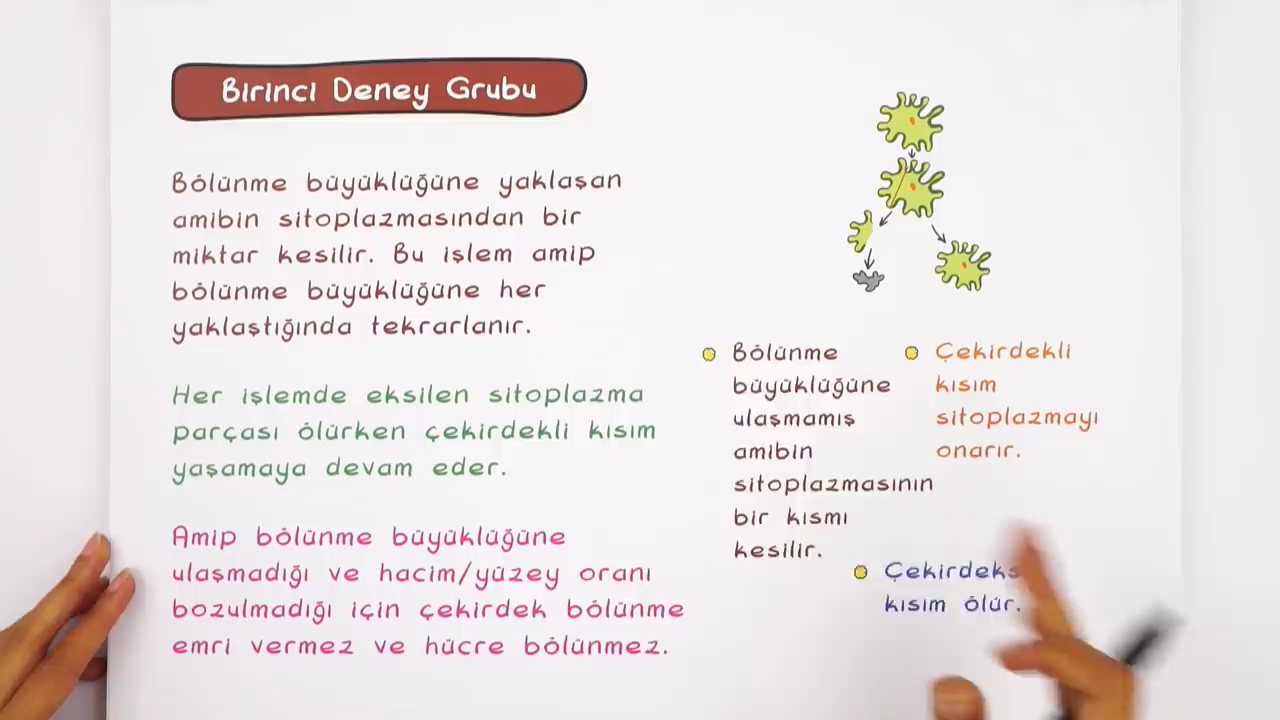 Birinci Deney Grubu
Bölünme büyüklüğüne yaklaşan
amibin sitoplazmasından bir
miktar kesilir. Bu işlem amip
bölünme büyüklüğüne her
yaklaştığında tekrarlanır.
Her işlemde eksilen sitoplazma
parçası ölürken çekirdekli kısım
yaşamaya devam eder.
Amip bölünme büyüklüğüne
ulaşmadığı ve hacim/yüzey oranı
bozulmadığı için çekirdek bölünme
emri vermez ve hücre bölünmez.
Bölünme
büyüklüğüne
ulaşmamış
amibin
sitoplazmasının
bir kısmı
kesilir.
Çekirdekli
kısım
sitoplazmayı
onarır.
kısım ölür.